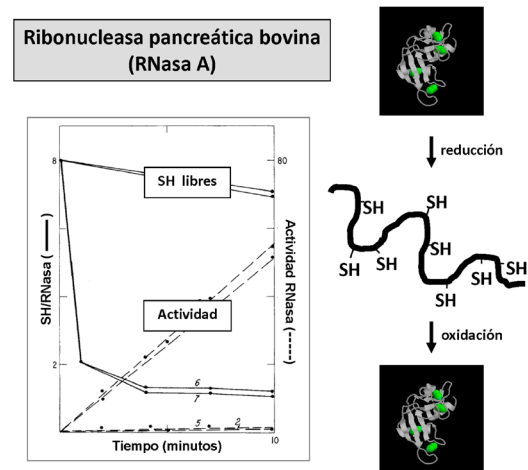 Ribonucleasa pancreática bovina
(RNasa A)
reducción
SH
SH
SH
SH
SH
SH
SH
SH
oxidación
8
80
SH libres
SH/RNasa (——)
Actividad RNasa (-----)
Actividad
2
6
7
5
2
10
Tiempo (minutos)